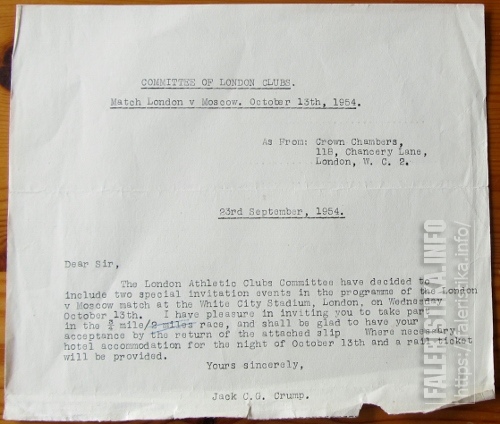 COMMITTEE OF LONDON CLUBS.
Match London v Moscow. October 13th, 1954.
As From: Crown Chambers,
118, Chancery Lane,
London, W. C. 2.
23rd September, 1954.
Dear Sir,
The London Athletic Clubs Committee have decided to
include two special invitation events in the programme of the London
v Moscow match at the White City Stadium, London, on Wednesday
October 13th. I have pleasure in inviting you to take part
in the ¾ mile/2 miles race, and shall be glad to have your
acceptance by the return of the attached slip Where necessary
hotel accommodation for the night of October 13th and a rail ticket
will be provided.
Yours sincerely,
Jack C.G. Crump.
FALERISTIKA.INFO
https://faleristika.info/